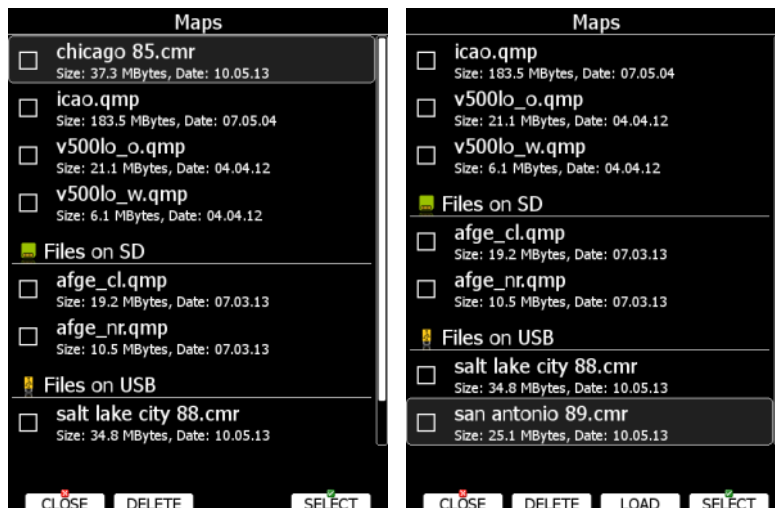 Maps
chicago 85.cmr
Size: 37.3 MBytes, Date: 10.05.13
icao.qmp
Size: 183.5 MBytes, Date: 07.05.04
v500lo_o.qmp
Size: 21.1 MBytes, Date: 04.04.12
v500lo_w.qmp
Size: 6.1 MBytes, Date: 04.04.12
Files on SD
afge_cl.qmp
Size: 19.2 MBytes, Date: 07.03.13
afge_nr.qmp
Size: 10.5 MBytes, Date: 07.03.13
Files on USB
salt lake city 88.cmr
Size: 34.8 MBytes, Date: 10.05.13
CLOSE DELETE SELECT
Maps
icao.qmp
Size: 183.5 MBytes, Date: 07.05.04
v500lo_o.qmp
Size: 21.1 MBytes, Date: 04.04.12
v500lo_w.qmp
Size: 6.1 MBytes, Date: 04.04.12
Files on SD
afge_cl.qmp
Size: 19.2 MBytes, Date: 07.03.13
afge_nr.qmp
Size: 10.5 MBytes, Date: 07.03.13
Files on USB
salt lake city 88.cmr
Size: 34.8 MBytes, Date: 10.05.13
san antonio 89.cmr
Size: 25.1 MBytes, Date: 10.05.13
CLOSE DELETE LOAD SELECT